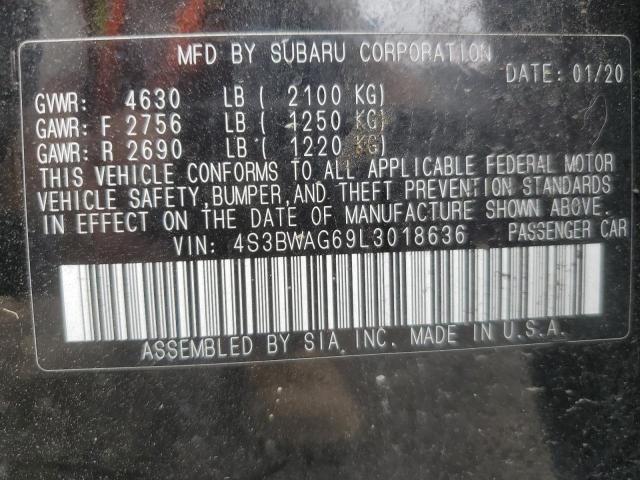 MFD BY SUBARU CORPORATION
DATE: 01/20
GVWR: 4630 LB ( 2100 KG)
GAWR: F 2756 LB ( 1250 KG)
GAWR: R 2690 LB ( 1220 KG)
THIS VEHICLE CONFORMS TO ALL APPLICABLE FEDERAL MOTOR
VEHICLE SAFETY, BUMPER, AND THEFT PREVENTION STANDARDS
IN EFFECT ON THE DATE OF MANUFACTURE SHOWN ABOVE.
VIN: 4S3BWAG69L3018636 PASSENGER CAR
ASSEMBLED BY SIA, INC. MADE IN U.S.A.